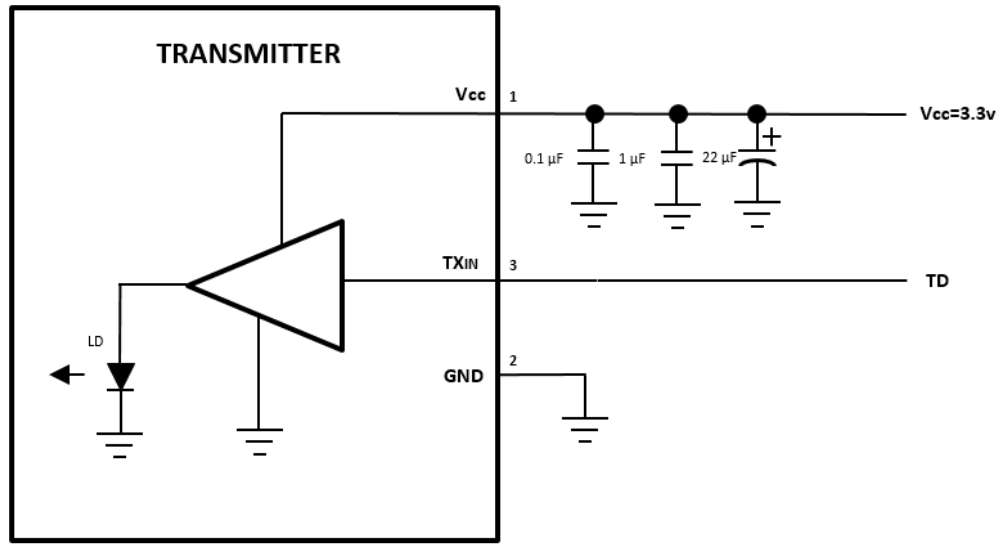 TRANSMITTER
Vcc 1
Vcc=3.3v
+
0.1 µF 1 µF 22 µF
TXIN 3
TD
LD
GND 2